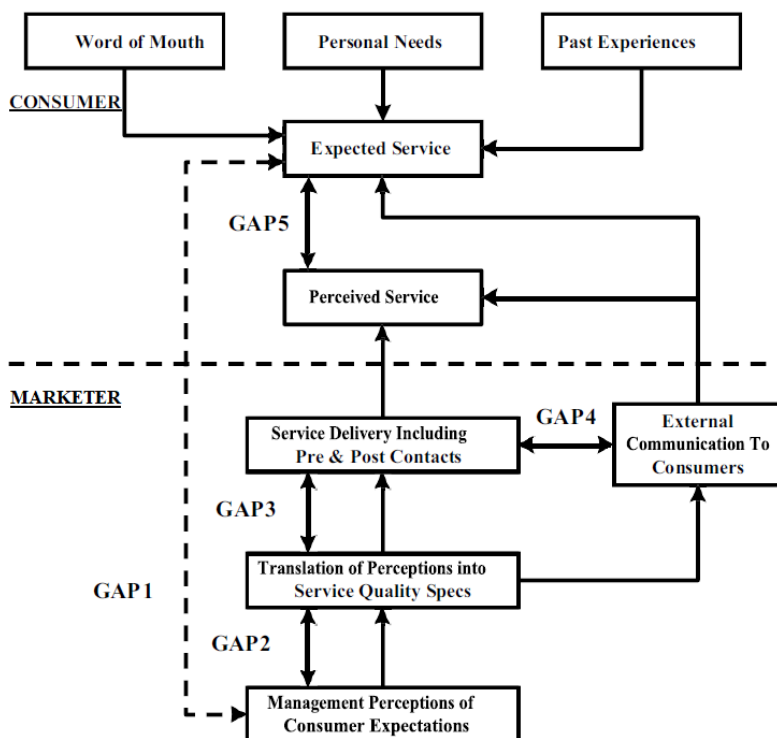 Word of Mouth
Personal Needs
Past Experiences
CONSUMER
Expected Service
GAP5
Perceived Service
MARKETER
Service Delivery Including
Pre & Post Contacts
GAP4
External
Communication To
Consumers
GAP3
Translation of Perceptions into
Service Quality Specs
GAP1
GAP2
Management Perceptions of
Consumer Expectations